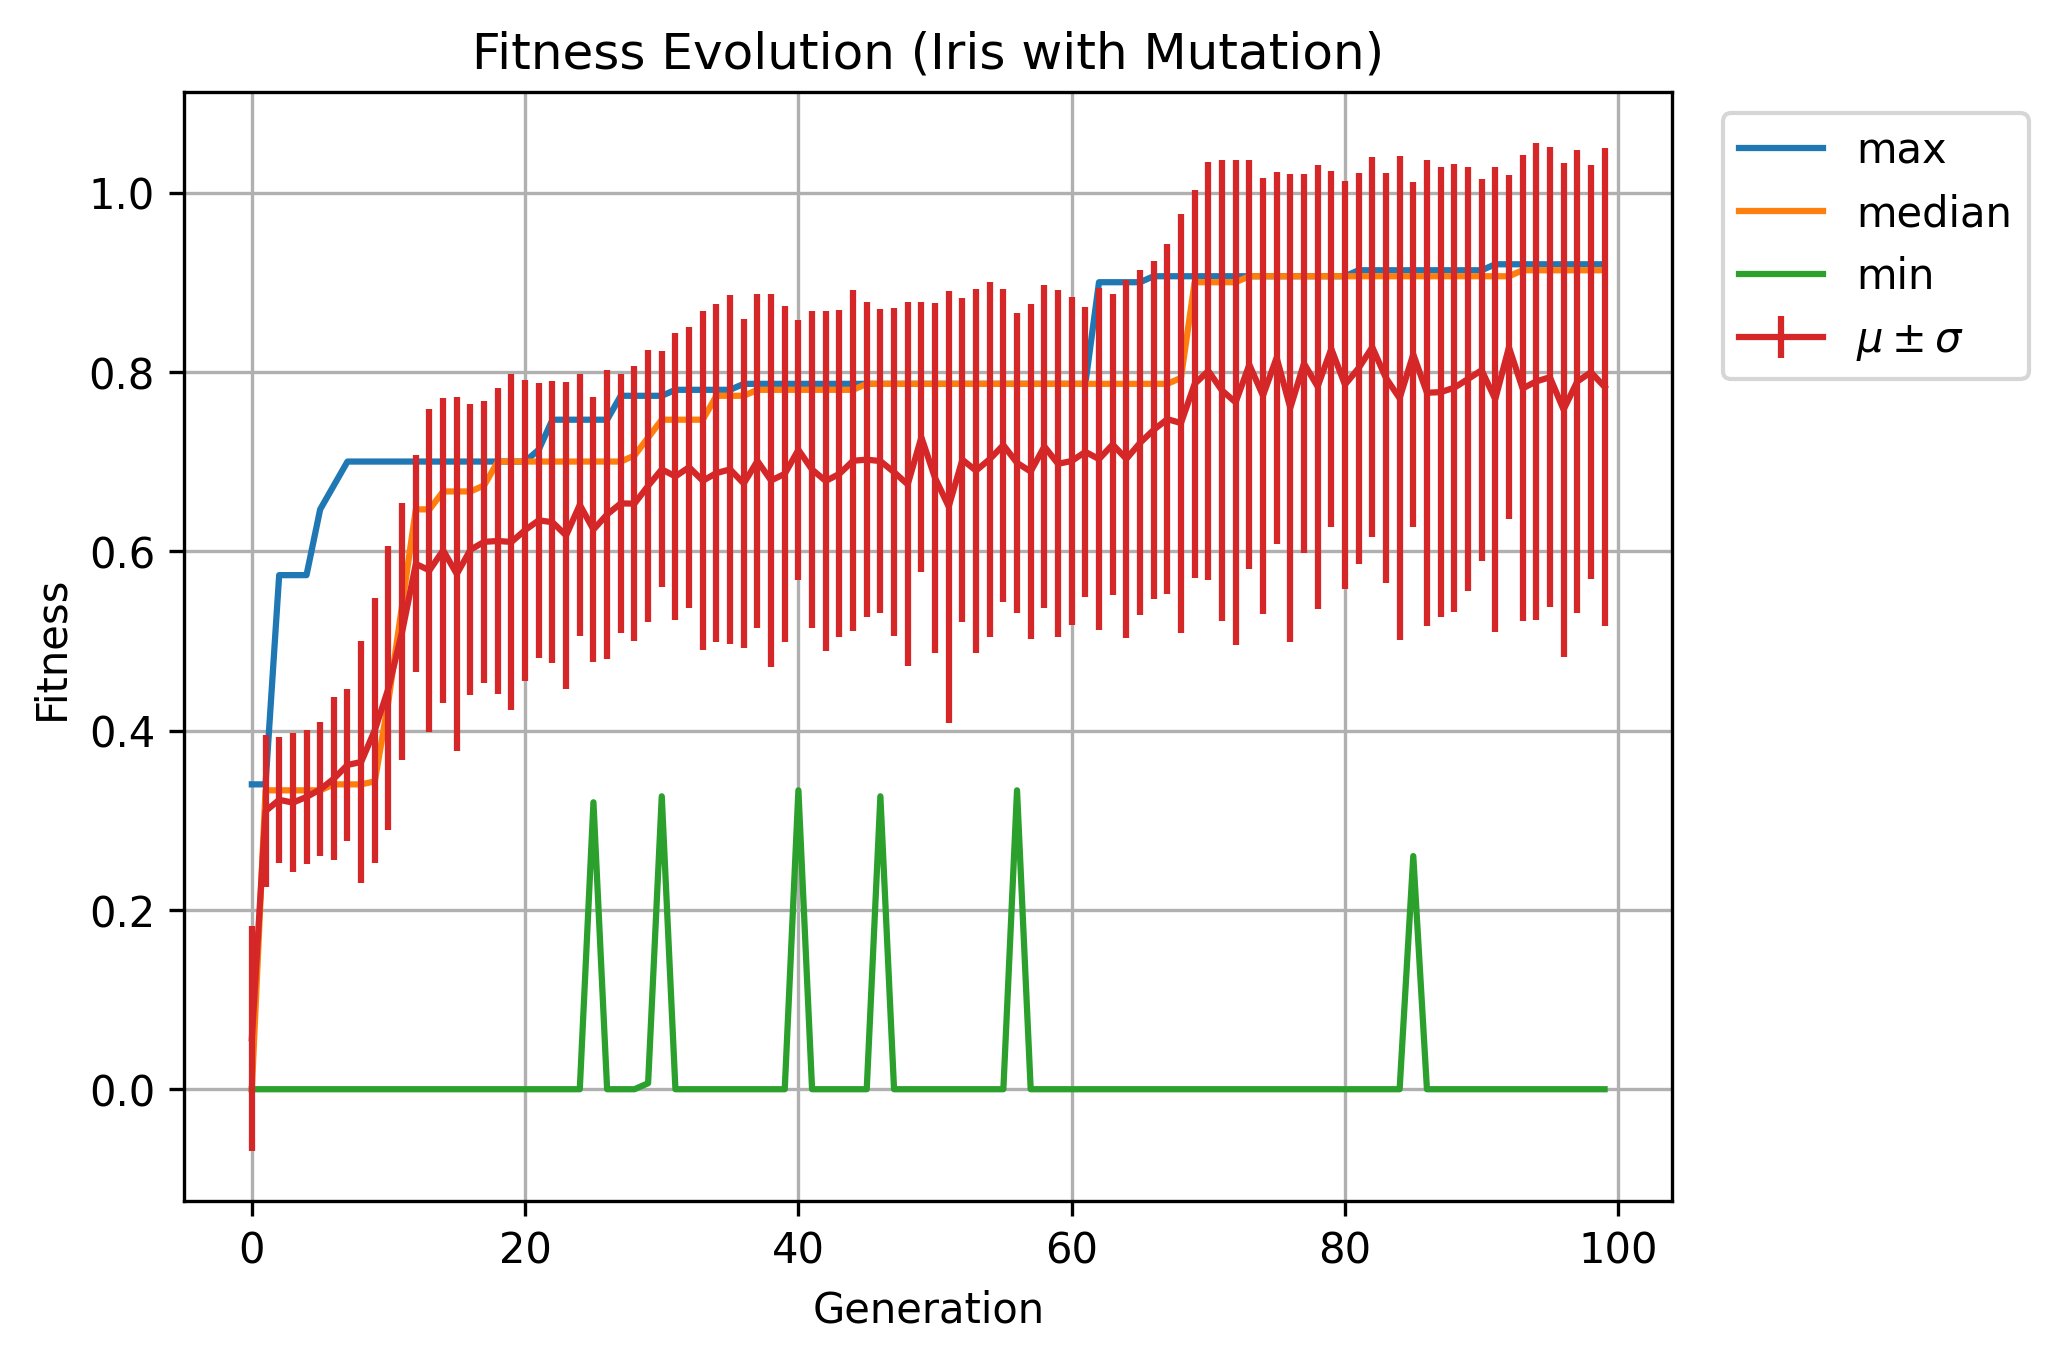 Fitness Evolution (Iris with Mutation)
max
median
min
μ ± σ
Fitness
1.0
0.8
0.6
0.4
0.2
0.0
0 20 40 60 80 100
Generation